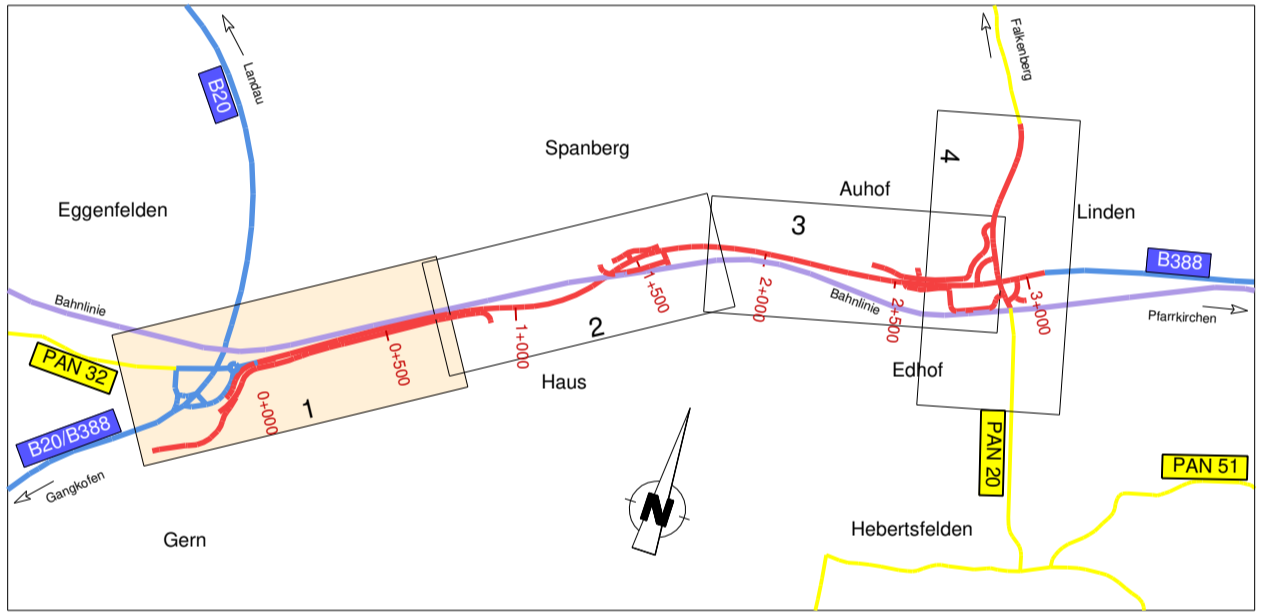 B20
Landau
Falkenberg
Spanberg
4
Auhof
Eggenfelden
Linden
3
B388
Bahnlinie
1+500
2+000
Bahnlinie
2+500
3+000
Pfarrkirchen
2
1+000
0+500
PAN 32
Haus
Edhof
1
0+000
B20/B388
PAN 20
PAN 51
Gangkofen
N
Hebertsfelden
Gern